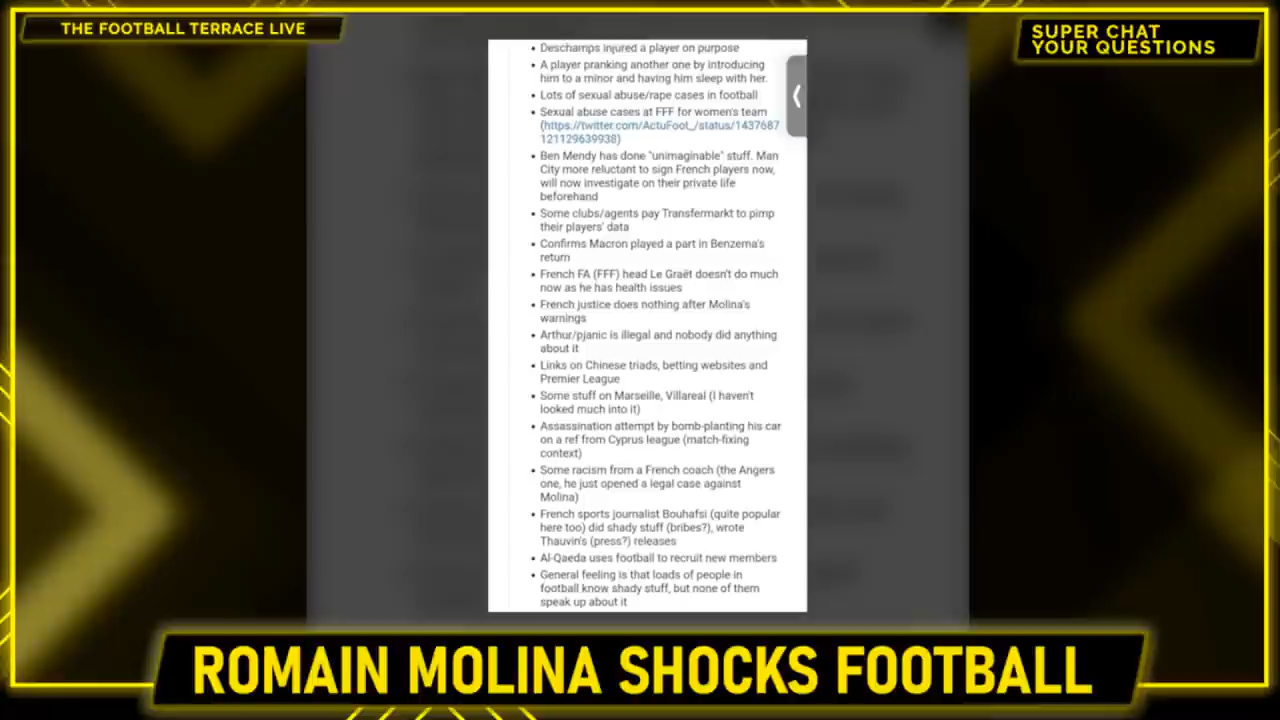 THE FOOTBALL TERRACE LIVE
SUPER CHAT
YOUR QUESTIONS
Deschamps injured a player on purpose
A player pranking another one by introducing
him to a minor and having him sleep with her.
Lots of sexual abuse/rape cases in football
Sexual abuse cases at FFF for women's team
(https://twitter.com/ActuFoot_/status/1437687
121129639938)
Ben Mendy has done "unimaginable" stuff. Man
City more reluctant to sign French players now,
will now investigate on their private life
beforehand
Some clubs/agents pay Transfermarkt to pimp
their players' data
Confirms Macron played a part in Benzema's
return
French FA (FFF) head Le Graët doesn't do much
now as he has health issues
French justice does nothing after Molina's
warnings
Arthur/pjanic is illegal and nobody did anything
about it
Links on Chinese triads, betting websites and
Premier League
Some stuff on Marseille, Villareal (I haven't
looked much into it)
Assassination attempt by bomb-planting his car
on a ref from Cyprus league (match-fixing
context)
Some racism from a French coach (the Angers
one, he just opened a legal case against
Molina)
French sports journalist Bouhafsi (quite popular
here too) did shady stuff (bribes?), wrote
Thauvin's (press?) releases
Al-Qaeda uses football to recruit new members
General feeling is that loads of people in
football know shady stuff, but none of them
speak up about it
ROMAIN MOLINA SHOCKS FOOTBALL